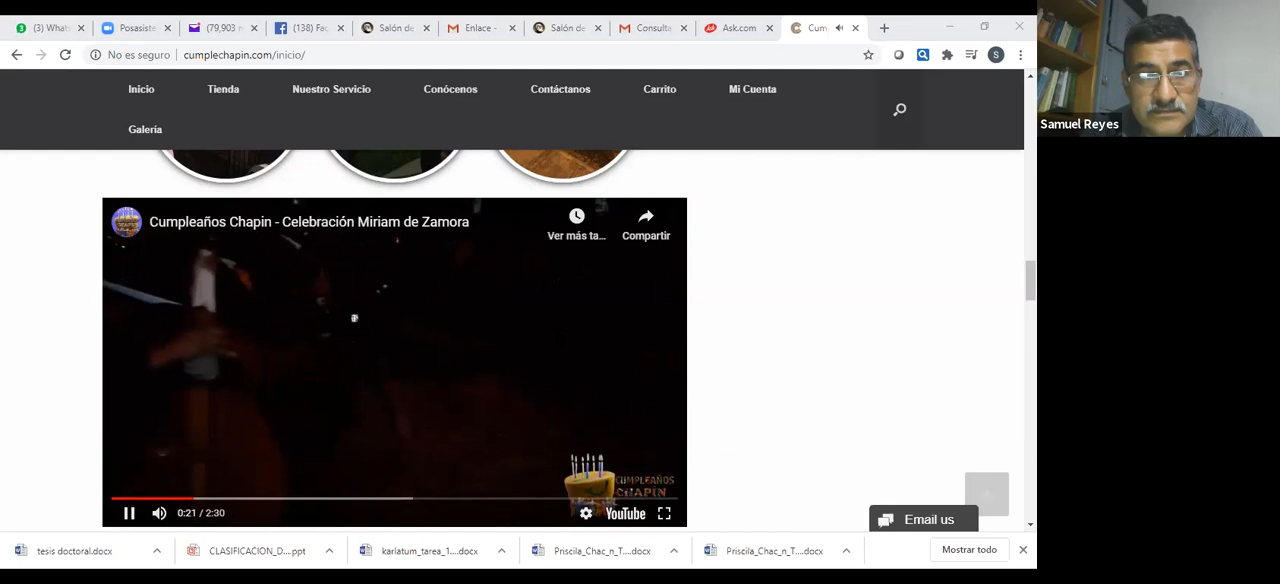 (3) What
Posasiste
(79,903 n
(138) Fac
Salón de
Enlace -
Salón de
Consulta
Ask.com
Cum
No es seguro
cumplechapin.com/inicio/
S
Inicio
Tienda
Nuestro Servicio
Conócenos
Contáctanos
Carrito
Mi Cuenta
Galería
Samuel Reyes
Cumpleaños Chapin - Celebración Miriam de Zamora
Ver más ta...
Compartir
CUMPLEAÑOS
CHAPIN
0:21 / 2:30
YouTube
Email us
tesis doctoral.docx
CLASIFICACION_D....ppt
karlatum_tarea_1....docx
Priscila_Chac_n_T....docx
Priscila_Chac_n_T....docx
Mostrar todo